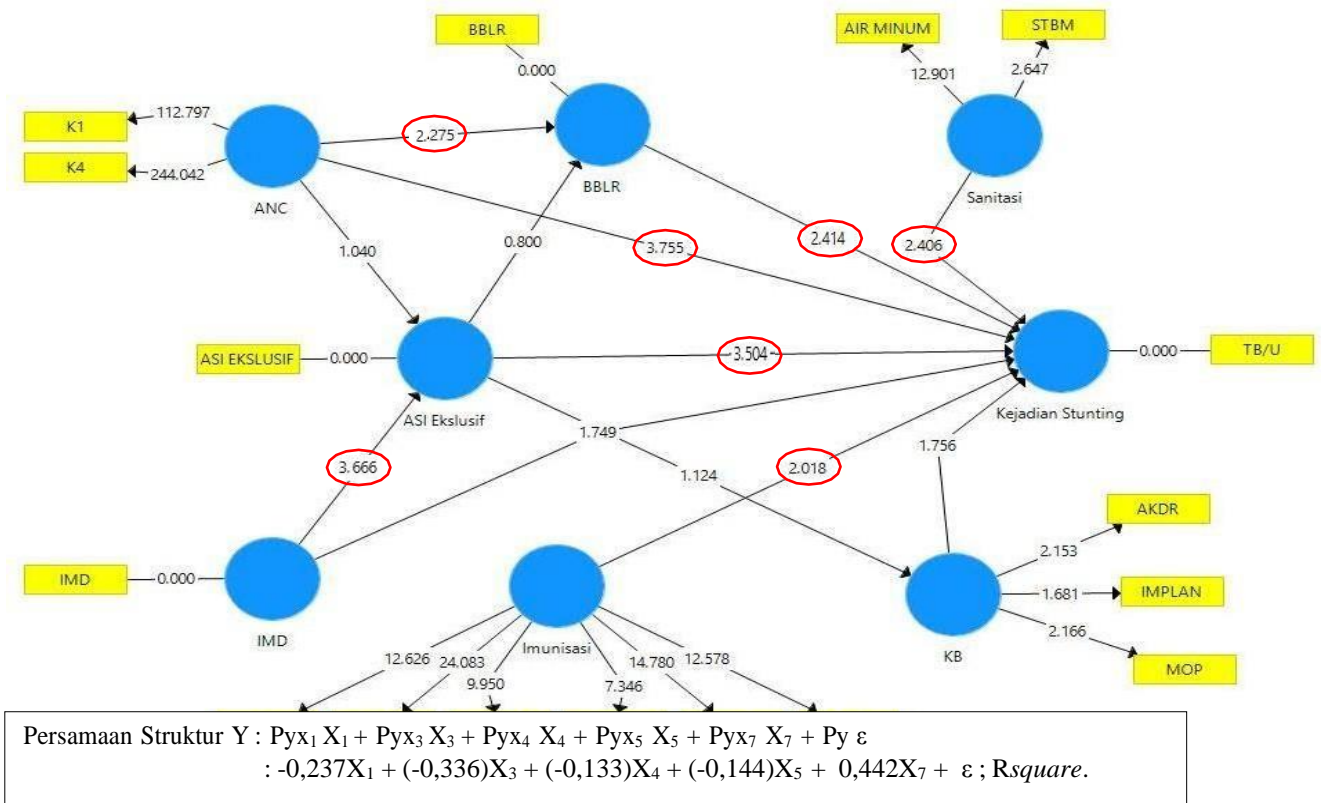 BBLR
AIR MINUM
STBM
0.000
12.901
2.647
K1
112.797
K4
244.042
2.275
ANC
BBLR
Sanitasi
1.040
0.800
3.755
2.414
2.406
ASI EKSLUSIF
0.000
3.504
0.000
TB/U
ASI Ekslusif
Kejadian Stunting
1.749
1.756
3.666
2.018
1.124
AKDR
2.153
IMD
0.000
1.681
IMPLAN
2.166
IMD
Imunisasi
KB
MOP
12.626
24.083
9.950
7.346
14.780
12.578
Persamaan Struktur Y : Pyx₁ X₁ + Pyx₃ X₃ + Pyx₄ X₄ + Pyx₅ X₅ + Pyx₇ X₇ + Py ε
: -0,237X₁ + (-0,336)X₃ + (-0,133)X₄ + (-0,144)X₅ + 0,442X₇ + ε ; Rsquare.